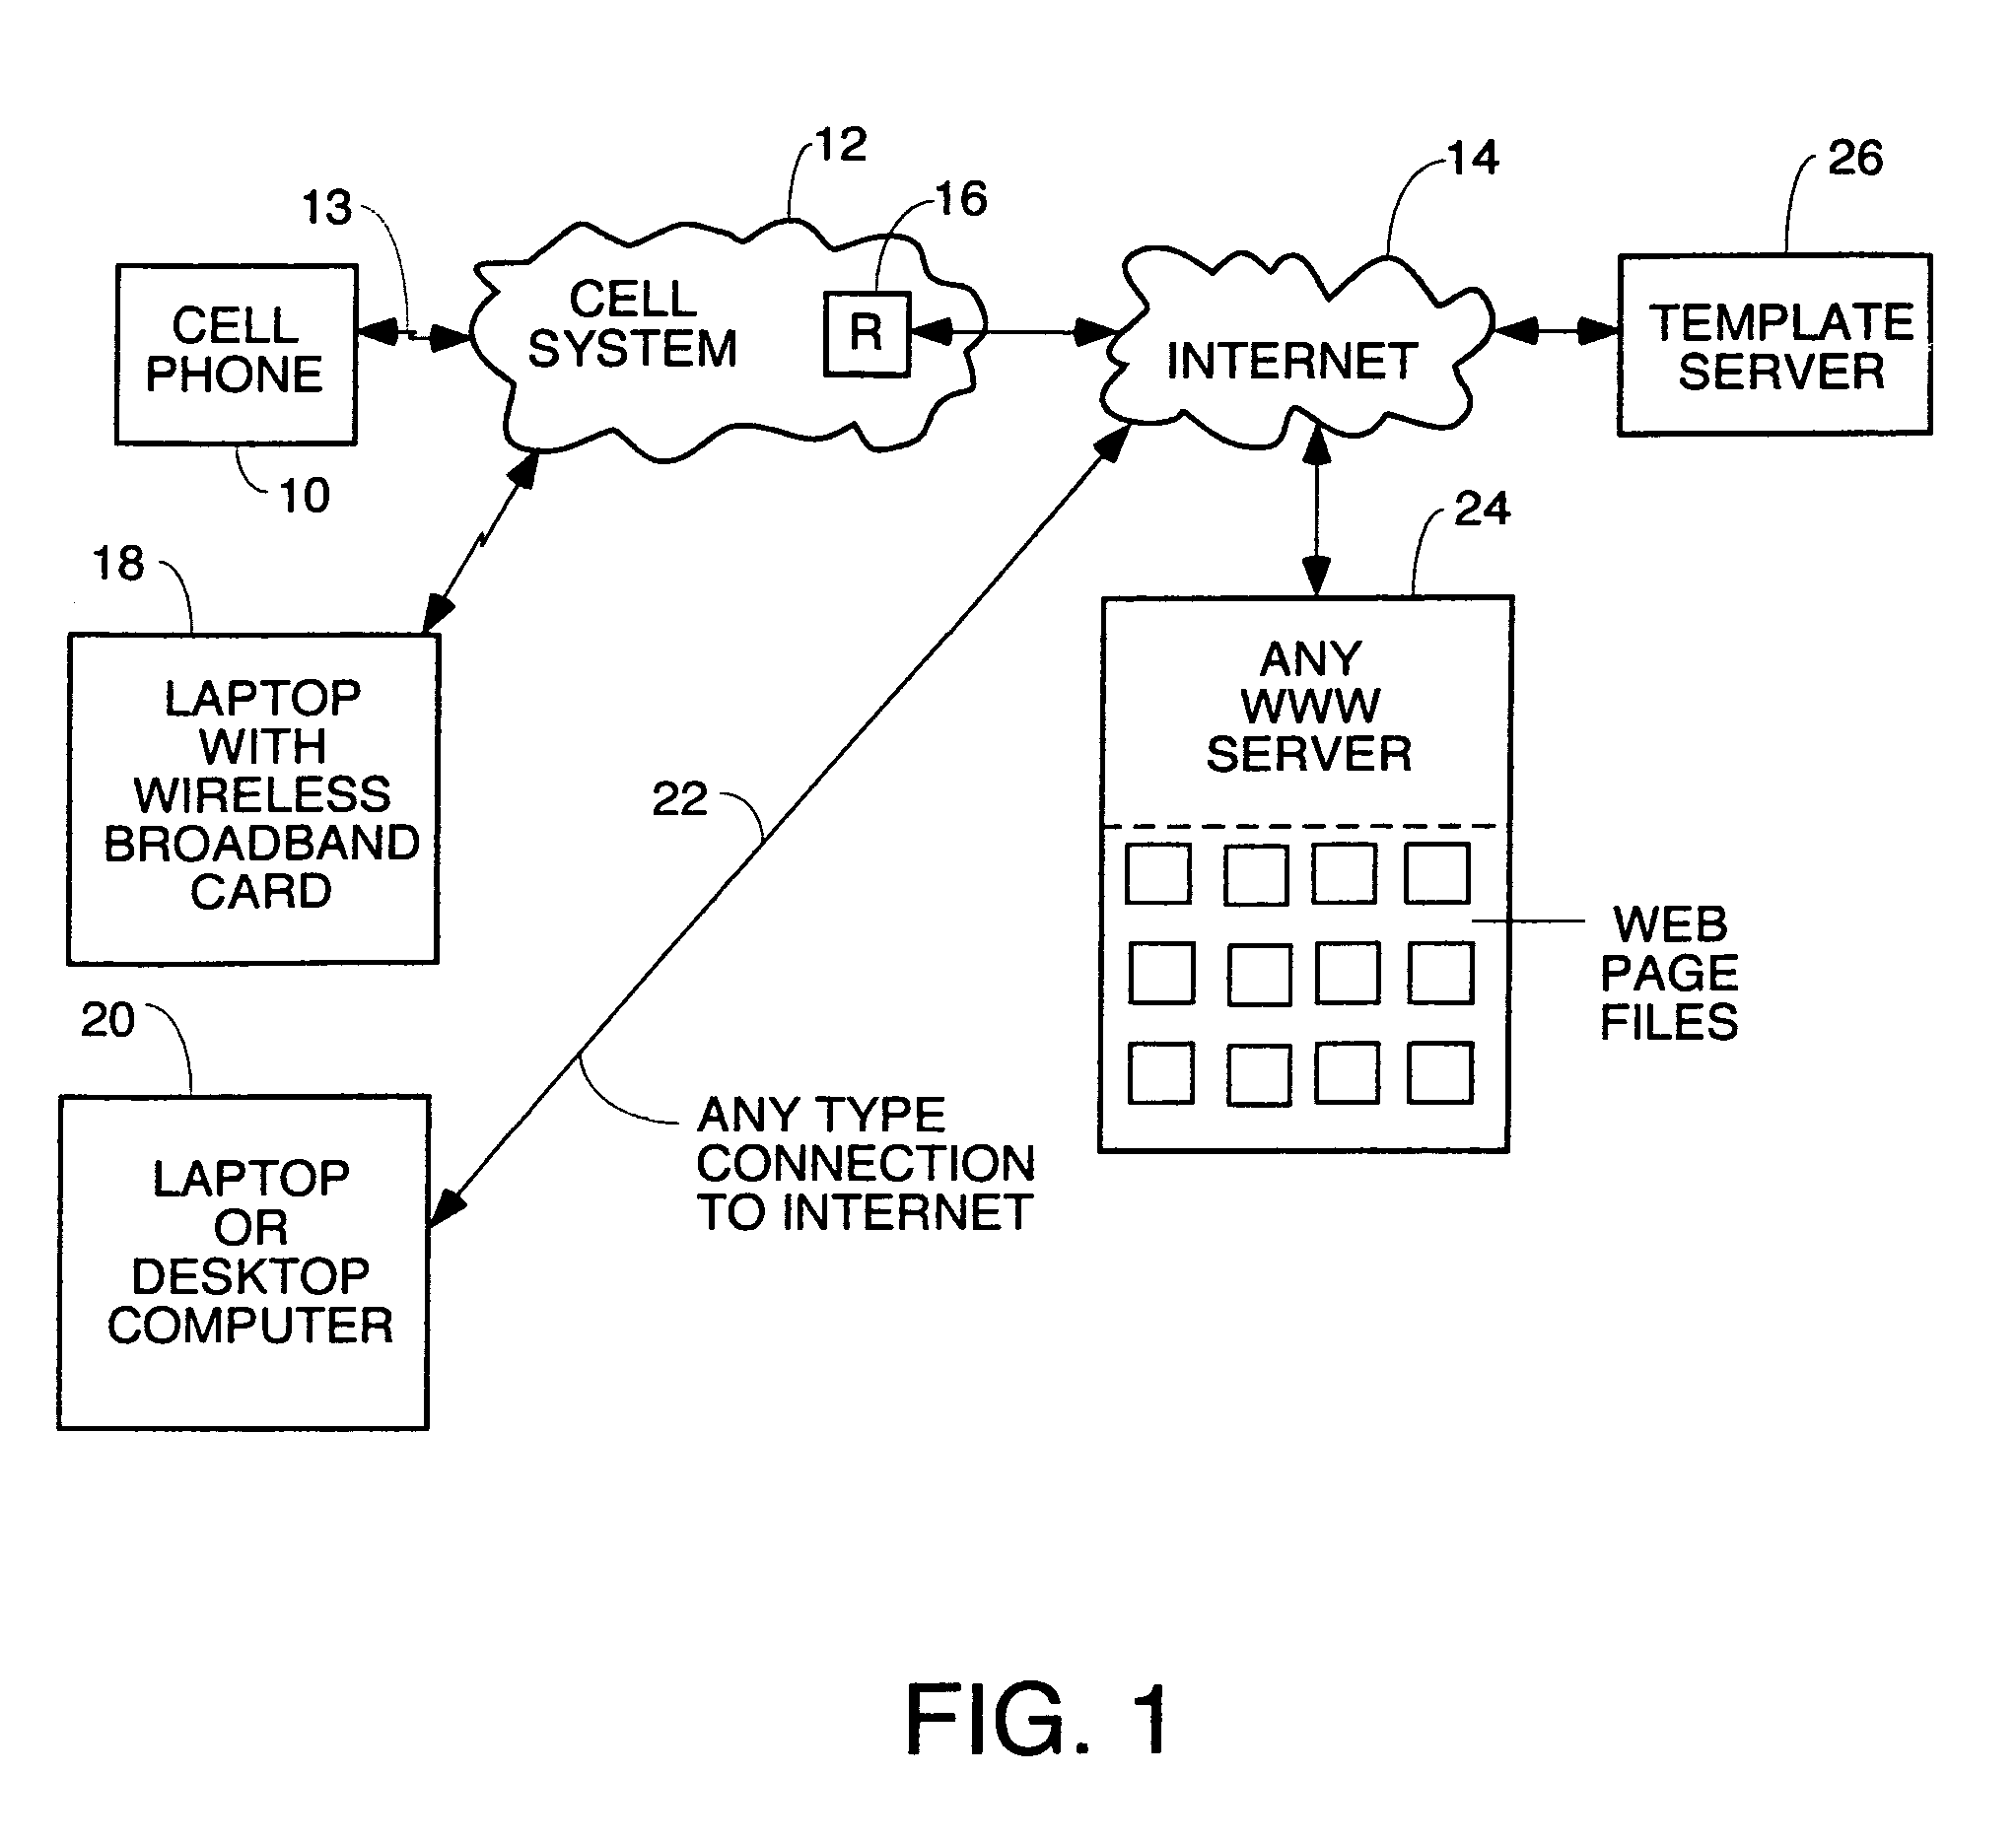 12
14
26
13
16
CELL
PHONE
CELL
SYSTEM
R
INTERNET
TEMPLATE
SERVER
10
24
18
LAPTOP
WITH
WIRELESS
BROADBAND
CARD
ANY
WWW
SERVER
22
WEB
PAGE
FILES
20
LAPTOP
OR
DESKTOP
COMPUTER
ANY TYPE
CONNECTION
TO INTERNET
FIG. 1